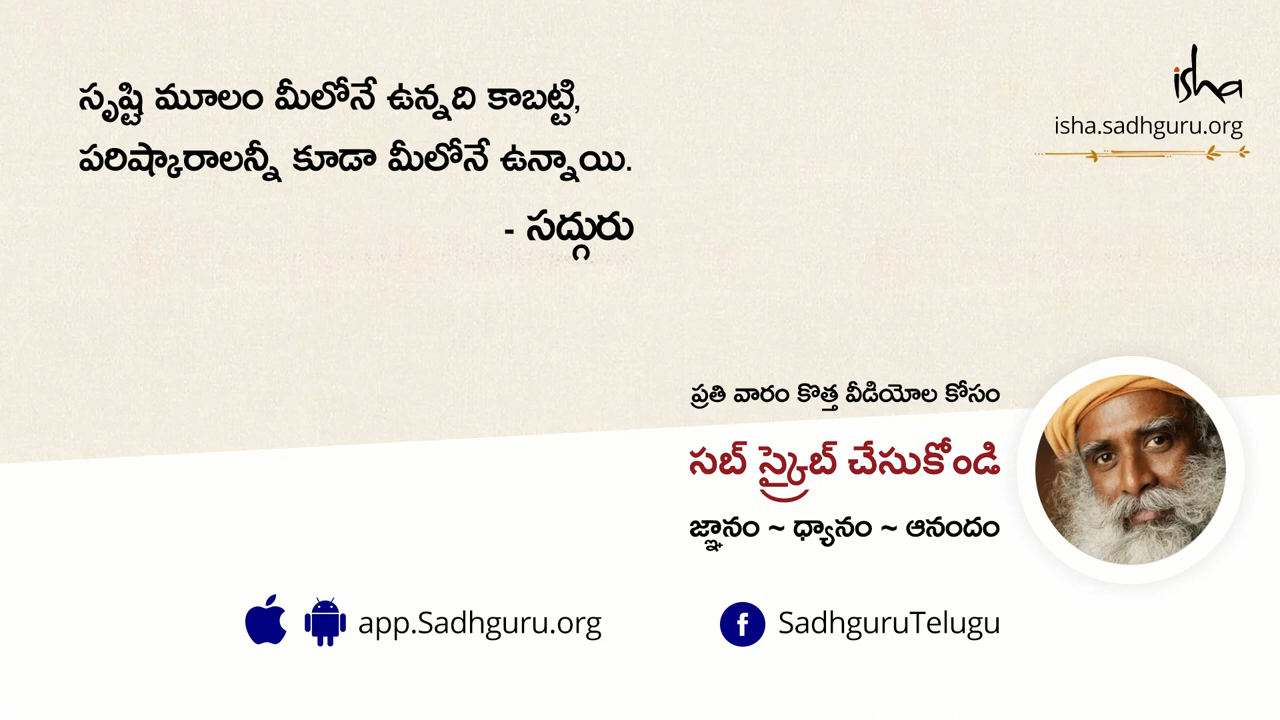 సృష్టి మూలం మీలోనే ఉన్నది కాబట్టి,
పరిష్కారాలన్నీ కూడా మీలోనే ఉన్నాయి.
- సద్గురు
isha
isha.sadhguru.org
ప్రతి వారం కొత్త వీడియోల కోసం
సబ్ స్క్రైబ్ చేసుకోండి
జ్ఞానం ~ ధ్యానం ~ ఆనందం
app.Sadhguru.org
f SadhguruTelugu